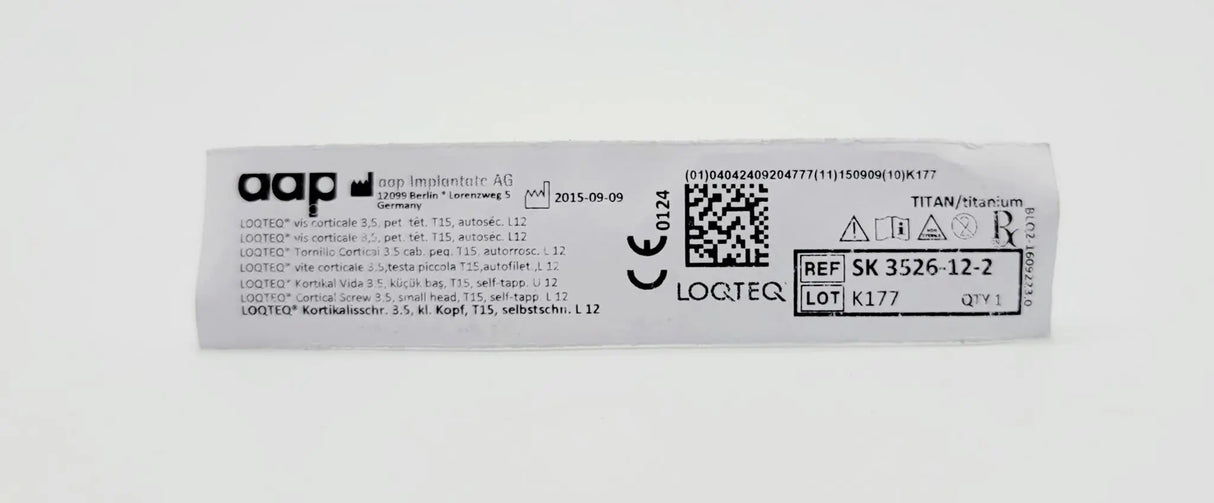 aap
aap Implantate AG
12099 Berlin * Lorenzweg 5
Germany
2015-09-09
LOQTEQ® vis corticale 3,5, pet. têt. T15, autoséc. L12
LOQTEQ® vis corticale 3,5, pet. têt. T15, autoséc. L12
LOQTEQ® Tornillo Cortical 3.5 cab. peq. T15, autorrosc. L 12
LOQTEQ® vite corticale 3,5,testa piccola T15,autofilet.,L 12
LOQTEQ® Kortikal Vida 3.5, küçük baş, T15, self-tapp. U 12
LOQTEQ® Cortical Screw 3.5, small head, T15, self-tapp. L 12
LOQTEQ® Kortikalisschr. 3.5, kl. Kopf, T15, selbstschn. L 12
(01)04042409204777(11)150909(10)K177
CE 0124
LOQTEQ®
TITAN/titanium
Rx
REF SK 3526-12-2
LOT K177 QTY 1